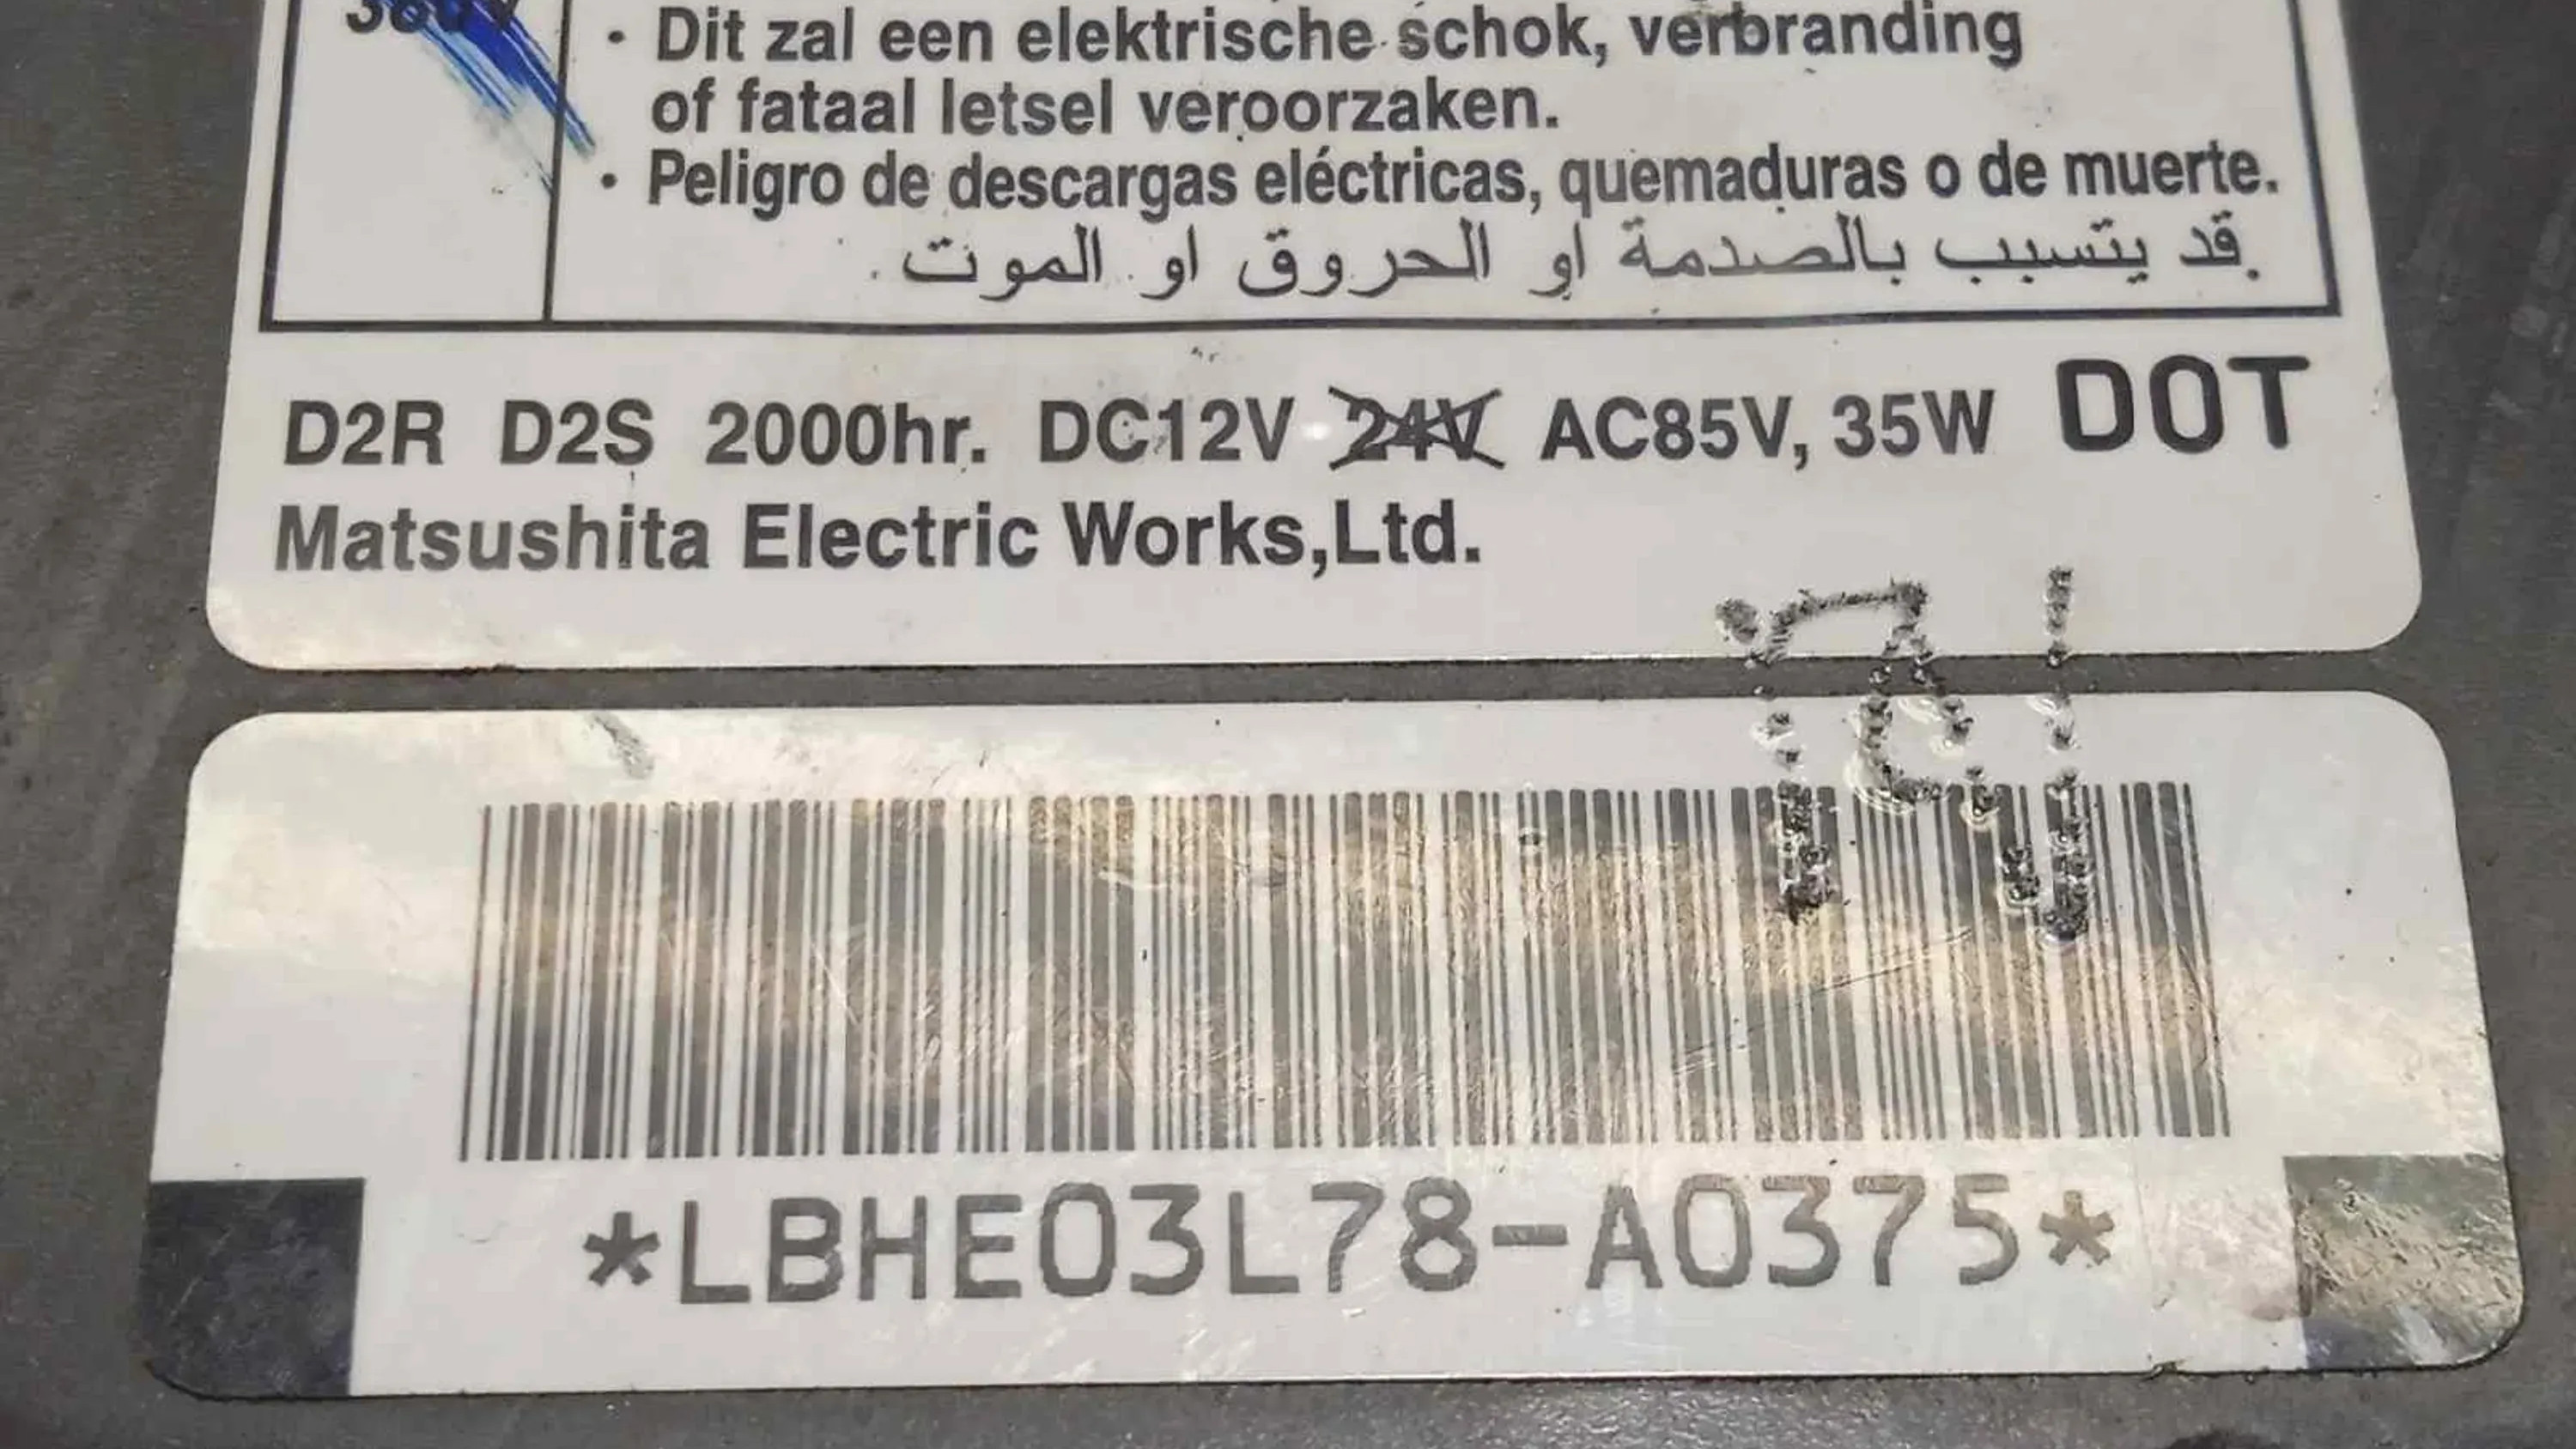 · Dit zal een elektrische schok, verbranding
of fataal letsel veroorzaken.
· Peligro de descargas eléctricas, quemaduras o de muerte.
قد يتسبب بالصدمة او الحروق او الموت .
D2R D2S 2000hr. DC12V 24V AC85V, 35W DOT
Matsushita Electric Works,Ltd.
*LBHE03L78-A0375*